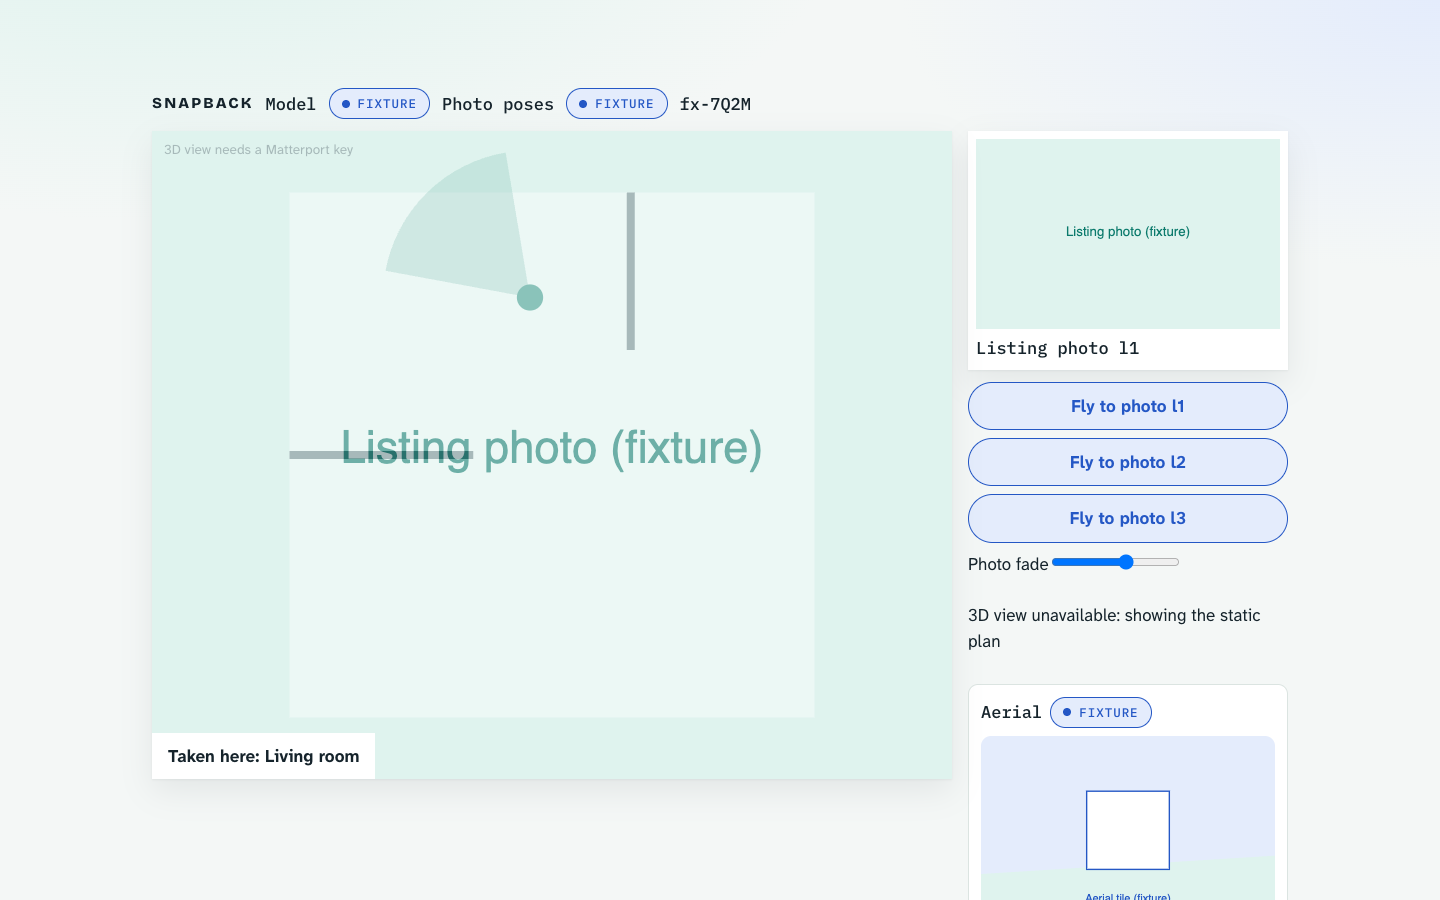 SNAPBACK Model FIXTURE Photo poses FIXTURE fx-7Q2M
3D view needs a Matterport key
Listing photo (fixture)
Taken here: Living room
Listing photo (fixture)
Listing photo l1
Fly to photo l1
Fly to photo l2
Fly to photo l3
Photo fade
3D view unavailable: showing the static
plan
Aerial FIXTURE
Aerial tile (fixture)